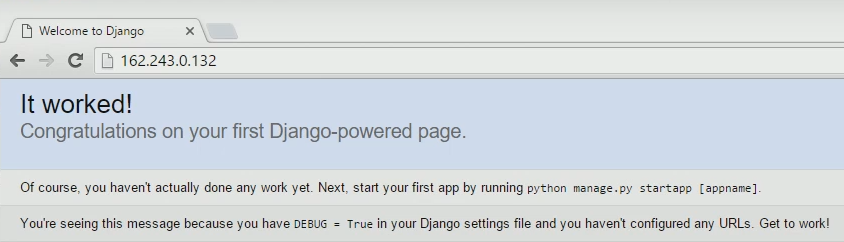 Welcome to Django
162.243.0.132
It worked!
Congratulations on your first Django-powered page.
Of course, you haven't actually done any work yet. Next, start your first app by running python manage.py startapp [appname].
You're seeing this message because you have DEBUG = True in your Django settings file and you haven't configured any URLs. Get to work!